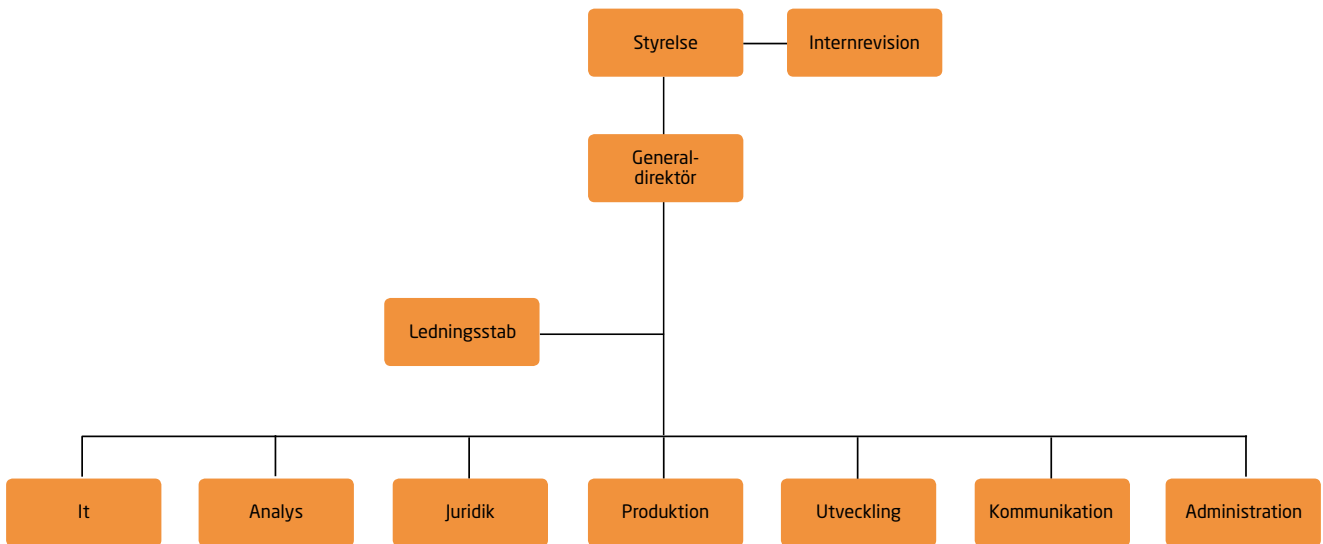 Styrelse
Internrevision
General-
direktör
Ledningsstab
It
Analys
Juridik
Produktion
Utveckling
Kommunikation
Administration